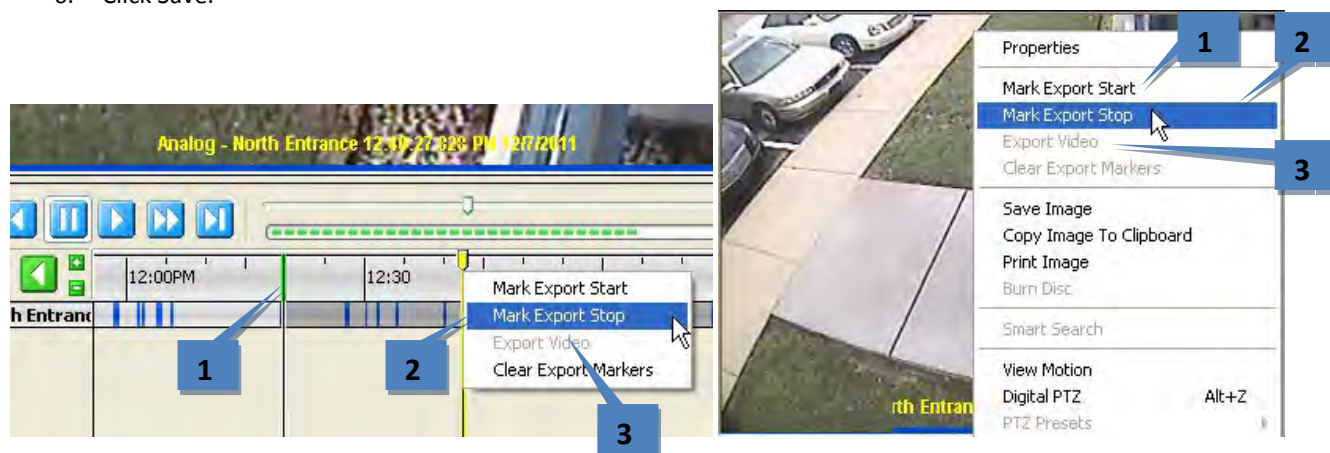 Click Save.
Analog - North Entrance 12:40:27.828 PM 12/7/2011
12:00PM
12:30
h Entranc
Mark Export Start
Mark Export Stop
Export Video
Clear Export Markers
1
2
3
Properties
Mark Export Start
Mark Export Stop
Export Video
Clear Export Markers
Save Image
Copy Image To Clipboard
Print Image
Burn Disc
Smart Search
View Motion
Digital PTZ Alt+Z
PTZ Presets
rth Entran
1
2
3